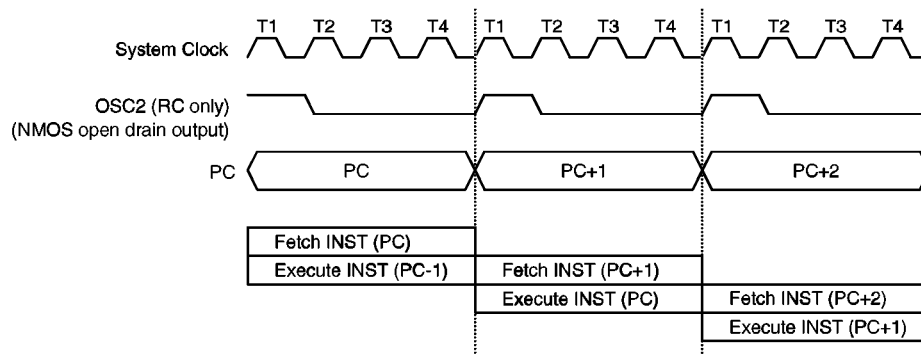 T1 T2 T3 T4 T1 T2 T3 T4 T1 T2 T3 T4
System Clock
OSC2 (RC only)
(NMOS open drain output)
PC PC PC+1 PC+2
Fetch INST (PC)
Execute INST (PC-1) Fetch INST (PC+1)
Execute INST (PC) Fetch INST (PC+2)
Execute INST (PC+1)